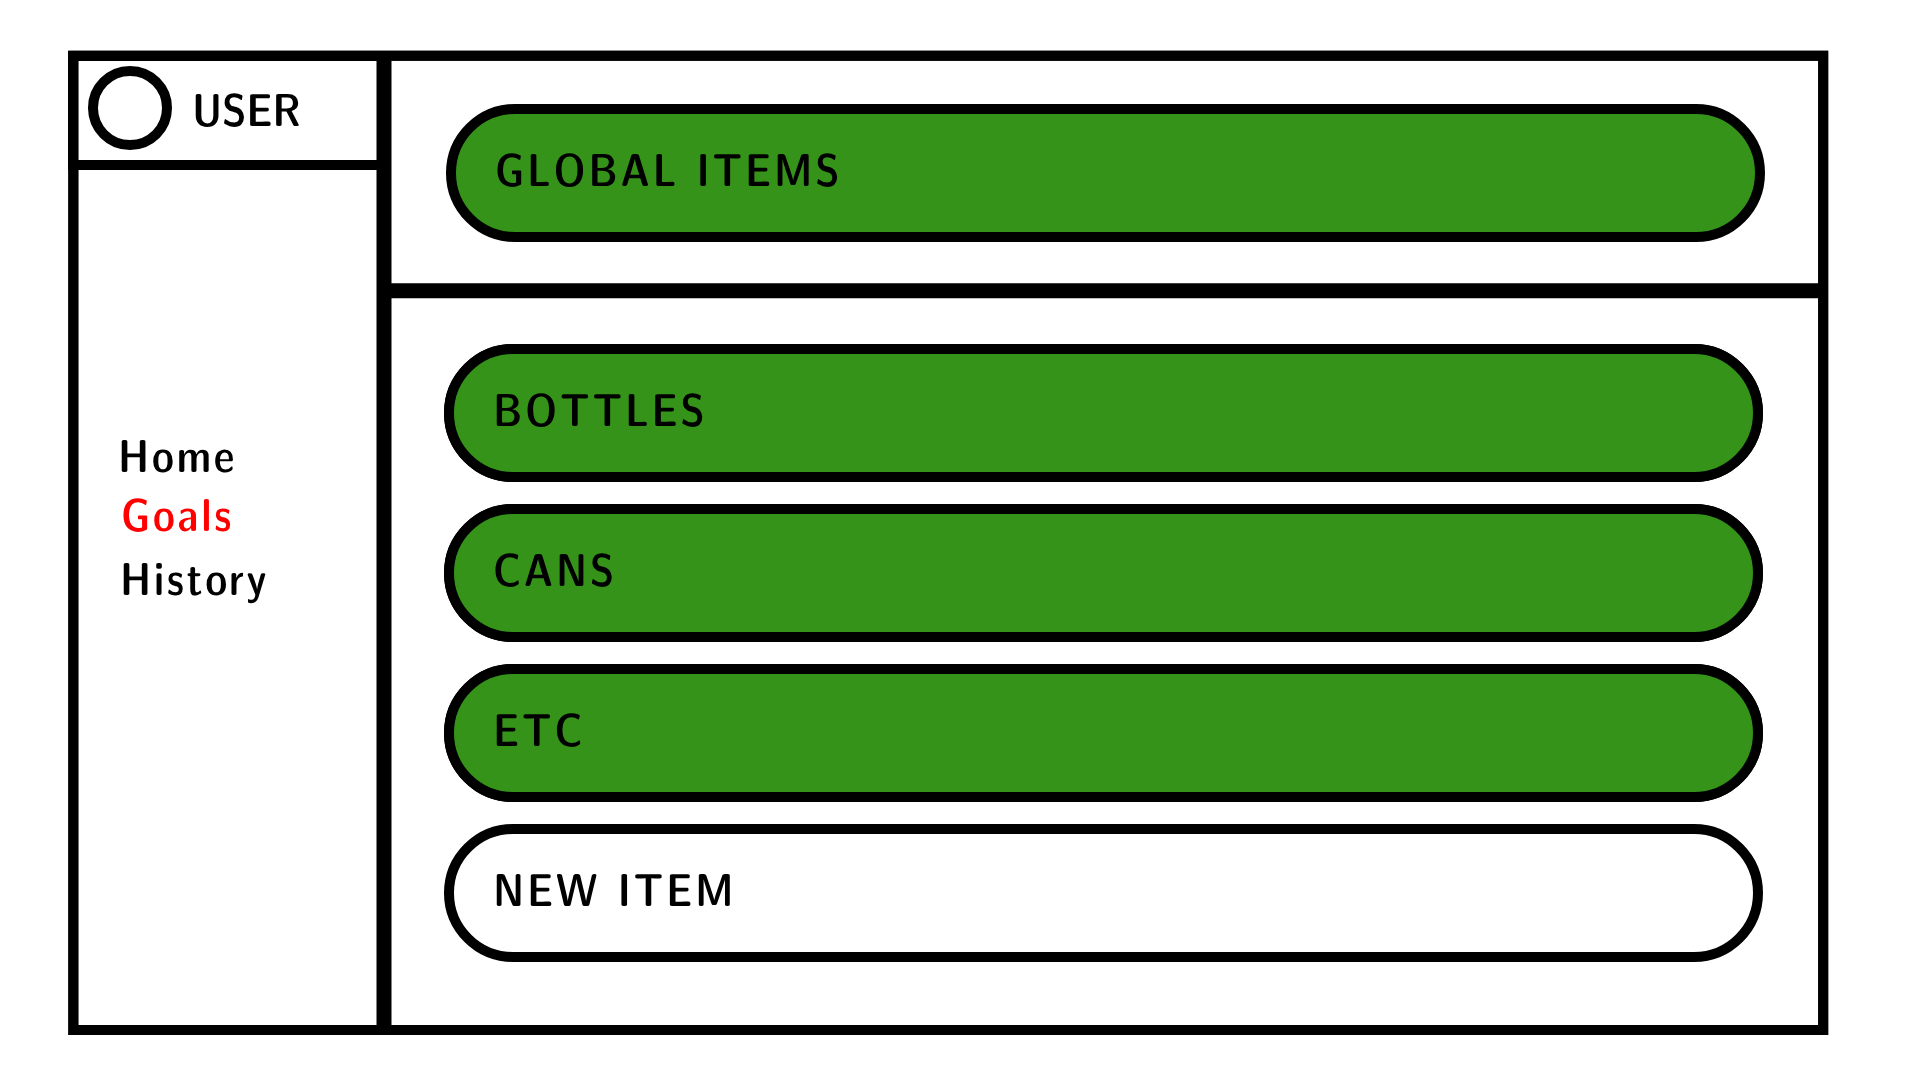 USER
Home
Goals
History
GLOBAL ITEMS
BOTTLES
CANS
ETC
NEW ITEM